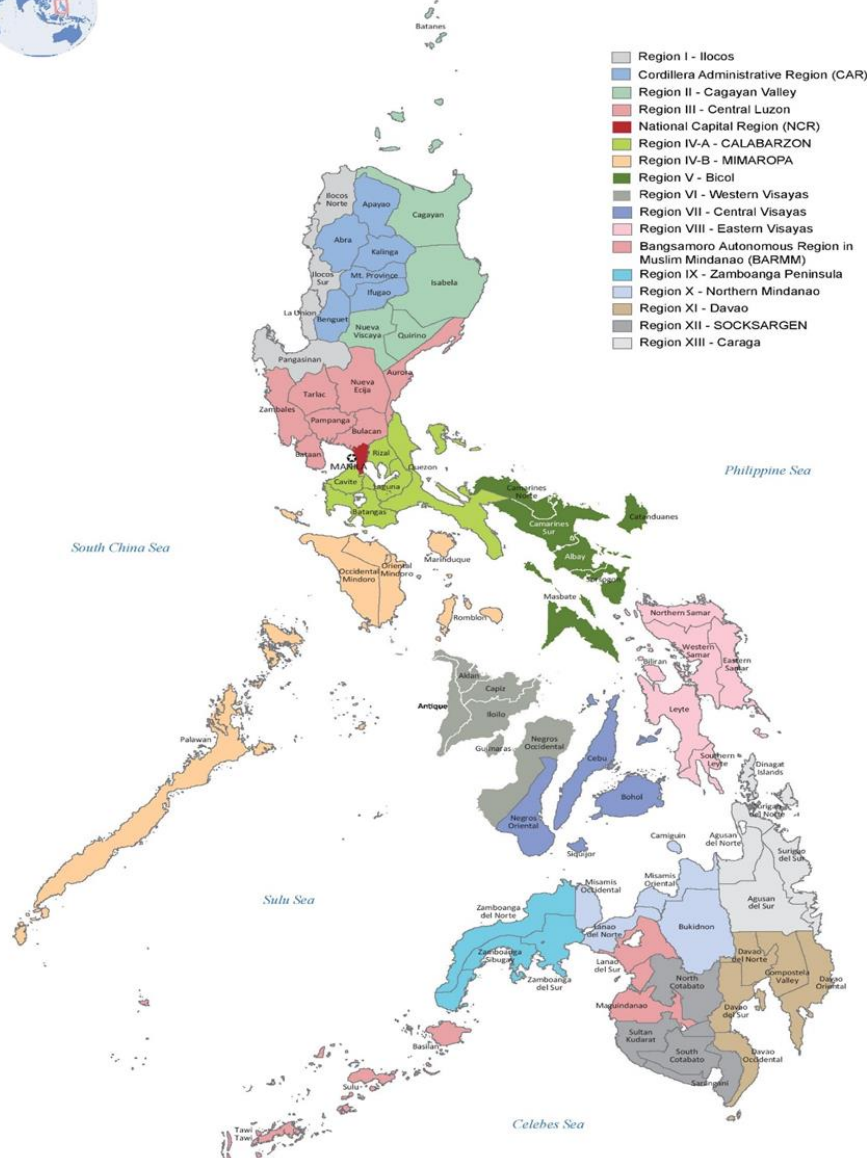 Batanes
Region I - Ilocos
Cordillera Administrative Region (CAR)
Region II - Cagayan Valley
Region III - Central Luzon
National Capital Region (NCR)
Region IV-A - CALABARZON
Region IV-B - MIMAROPA
Region V - Bicol
Region VI - Western Visayas
Region VII - Central Visayas
Region VIII - Eastern Visayas
Bangsamoro Autonomous Region in
Muslim Mindanao (BARMM)
Region IX - Zamboanga Peninsula
Region X - Northern Mindanao
Region XI - Davao
Region XII - SOCKSARGEN
Region XIII - Caraga
Ilocos
Norte
Apayao
Cagayan
Abra
Kalinga
Ilocos
Sur
Mt. Province
Isabela
Ifugao
La Union
Benguet
Nueva
Viscaya
Quirino
Pangasinan
Aurora
Nueva
Ecija
Tarlac
Zambales
Pampanga
Bulacan
Bataan
Rizal
MANILA
Quezon
Cavite
Laguna
Batangas
Philippine Sea
Camarines
Norte
Catanduanes
Camarines
Sur
Albay
Sorsogon
Masbate
South China Sea
Marinduque
Occidental
Mindoro
Oriental
Mindoro
Romblon
Northern Samar
Western
Samar
Eastern
Samar
Biliran
Aklan
Capiz
Antique
Iloilo
Leyte
Palawan
Guimaras
Negros
Occidental
Cebu
Southern
Leyte
Dinagat
Islands
Bohol
Negros
Oriental
Siquijor
Camiguin
Agusan
del Norte
del Norte
Surigao
del Sur
Misamis
Occidental
Misamis
Oriental
Agusan
del Sur
Sulu Sea
Zamboanga
del Norte
Bukidnon
Lanao
del Norte
Zamboanga
Sibugay
Zamboanga
del Sur
Lanao
del Sur
North
Cotabato
Davao
del Norte
Compostela
Valley
Davao
Oriental
Maguindanao
Davao
del Sur
Sultan
Kudarat
South
Cotabato
Davao
Occidental
Sarangani
Basilan
Sulu
Tawi
Tawi
Celebes Sea